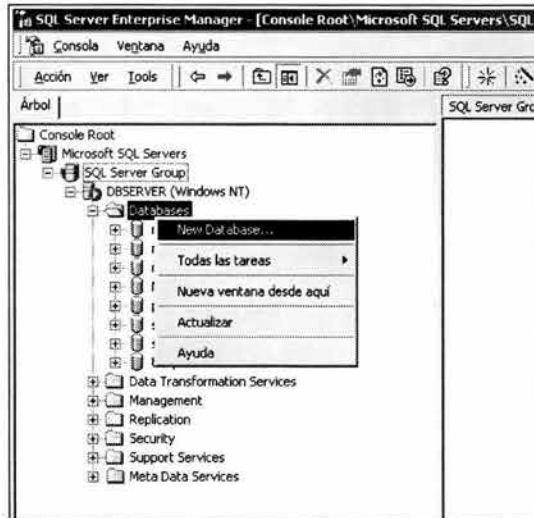 SQL Server Enterprise Manager - [Console Root\Microsoft SQL Servers\SQL
Consola Ventana Ayuda
Acción Ver Tools
Árbol
SQL Server Gro
Console Root
Microsoft SQL Servers
SQL Server Group
DBSERVER (Windows NT)
Databases
New Database...
Todas las tareas
Nueva ventana desde aquí
Actualizar
Ayuda
Data Transformation Services
Management
Replication
Security
Support Services
Meta Data Services